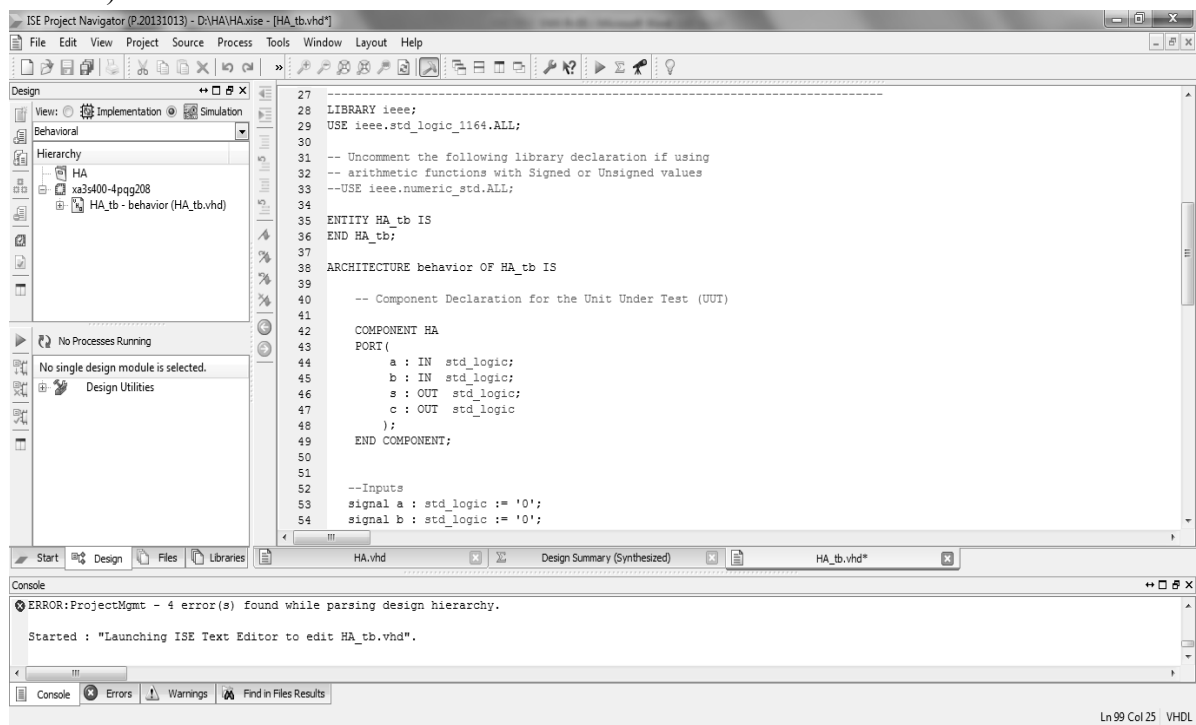 ISE Project Navigator (P.20131013) - D:\HA\HA.xise - [HA_tb.vhd*]
File Edit View Project Source Process Tools Window Layout Help
Design
View: Implementation Simulation
Behavioral
Hierarchy
HA
xa3s400-4pqg208
HA_tb - behavior (HA_tb.vhd)
No Processes Running
No single design module is selected.
Design Utilities
Start Design Files Libraries
27 --------------------------------------------------------------------------------
28 LIBRARY ieee;
29 USE ieee.std_logic_1164.ALL;
30
31 -- Uncomment the following library declaration if using
32 -- arithmetic functions with Signed or Unsigned values
33 --USE ieee.numeric_std.ALL;
34
35 ENTITY HA_tb IS
36 END HA_tb;
37
38 ARCHITECTURE behavior OF HA_tb IS
39
40 -- Component Declaration for the Unit Under Test (UUT)
41
42 COMPONENT HA
43 PORT(
44 a : IN std_logic;
45 b : IN std_logic;
46 s : OUT std_logic;
47 c : OUT std_logic
48 );
49 END COMPONENT;
50
51
52 --Inputs
53 signal a : std_logic := '0';
54 signal b : std_logic := '0';
HA.vhd Design Summary (Synthesized) HA_tb.vhd*
Console
ERROR:ProjectMgmt - 4 error(s) found while parsing design hierarchy.
Started : "Launching ISE Text Editor to edit HA_tb.vhd".
Console Errors Warnings Find in Files Results
Ln 99 Col 25 VHDL